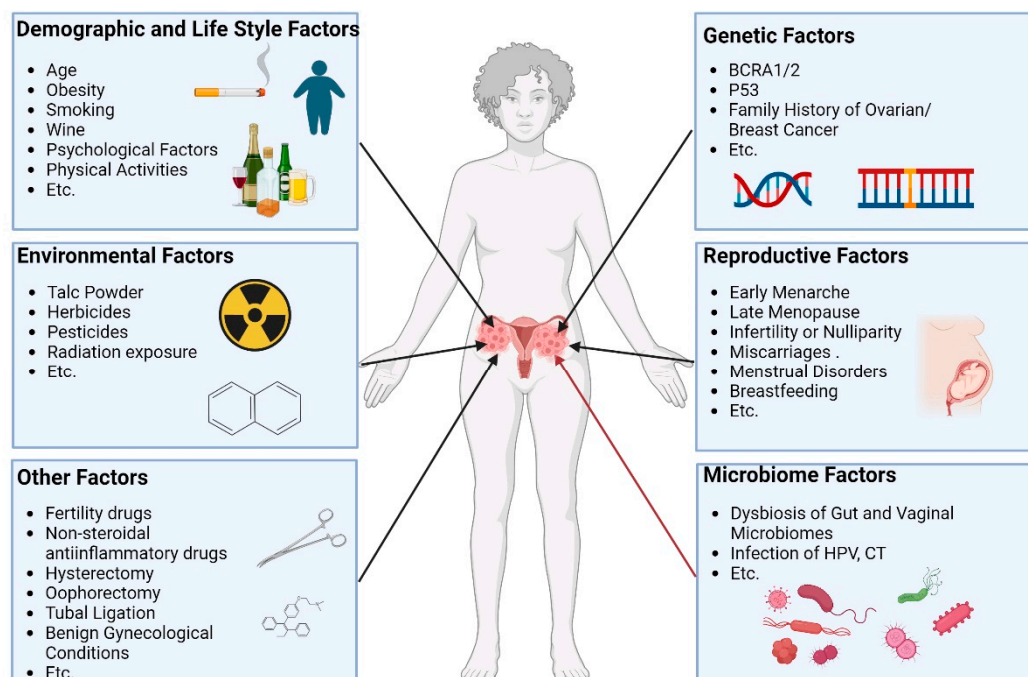 Demographic and Life Style Factors
• Age
• Obesity
• Smoking
• Wine
• Psychological Factors
• Physical Activities
• Etc.
Environmental Factors
• Talc Powder
• Herbicides
• Pesticides
• Radiation exposure
• Etc.
Other Factors
• Fertility drugs
• Non-steroidal
antiinflammatory drugs
• Hysterectomy
• Oophorectomy
• Tubal Ligation
• Benign Gynecological
Conditions
• Etc.
Genetic Factors
• BCRA1/2
• P53
• Family History of Ovarian/
Breast Cancer
• Etc.
Reproductive Factors
• Early Menarche
• Late Menopause
• Infertility or Nulliparity
• Miscarriages .
• Menstrual Disorders
• Breastfeeding
• Etc.
Microbiome Factors
• Dysbiosis of Gut and Vaginal
Microbiomes
• Infection of HPV, CT
• Etc.